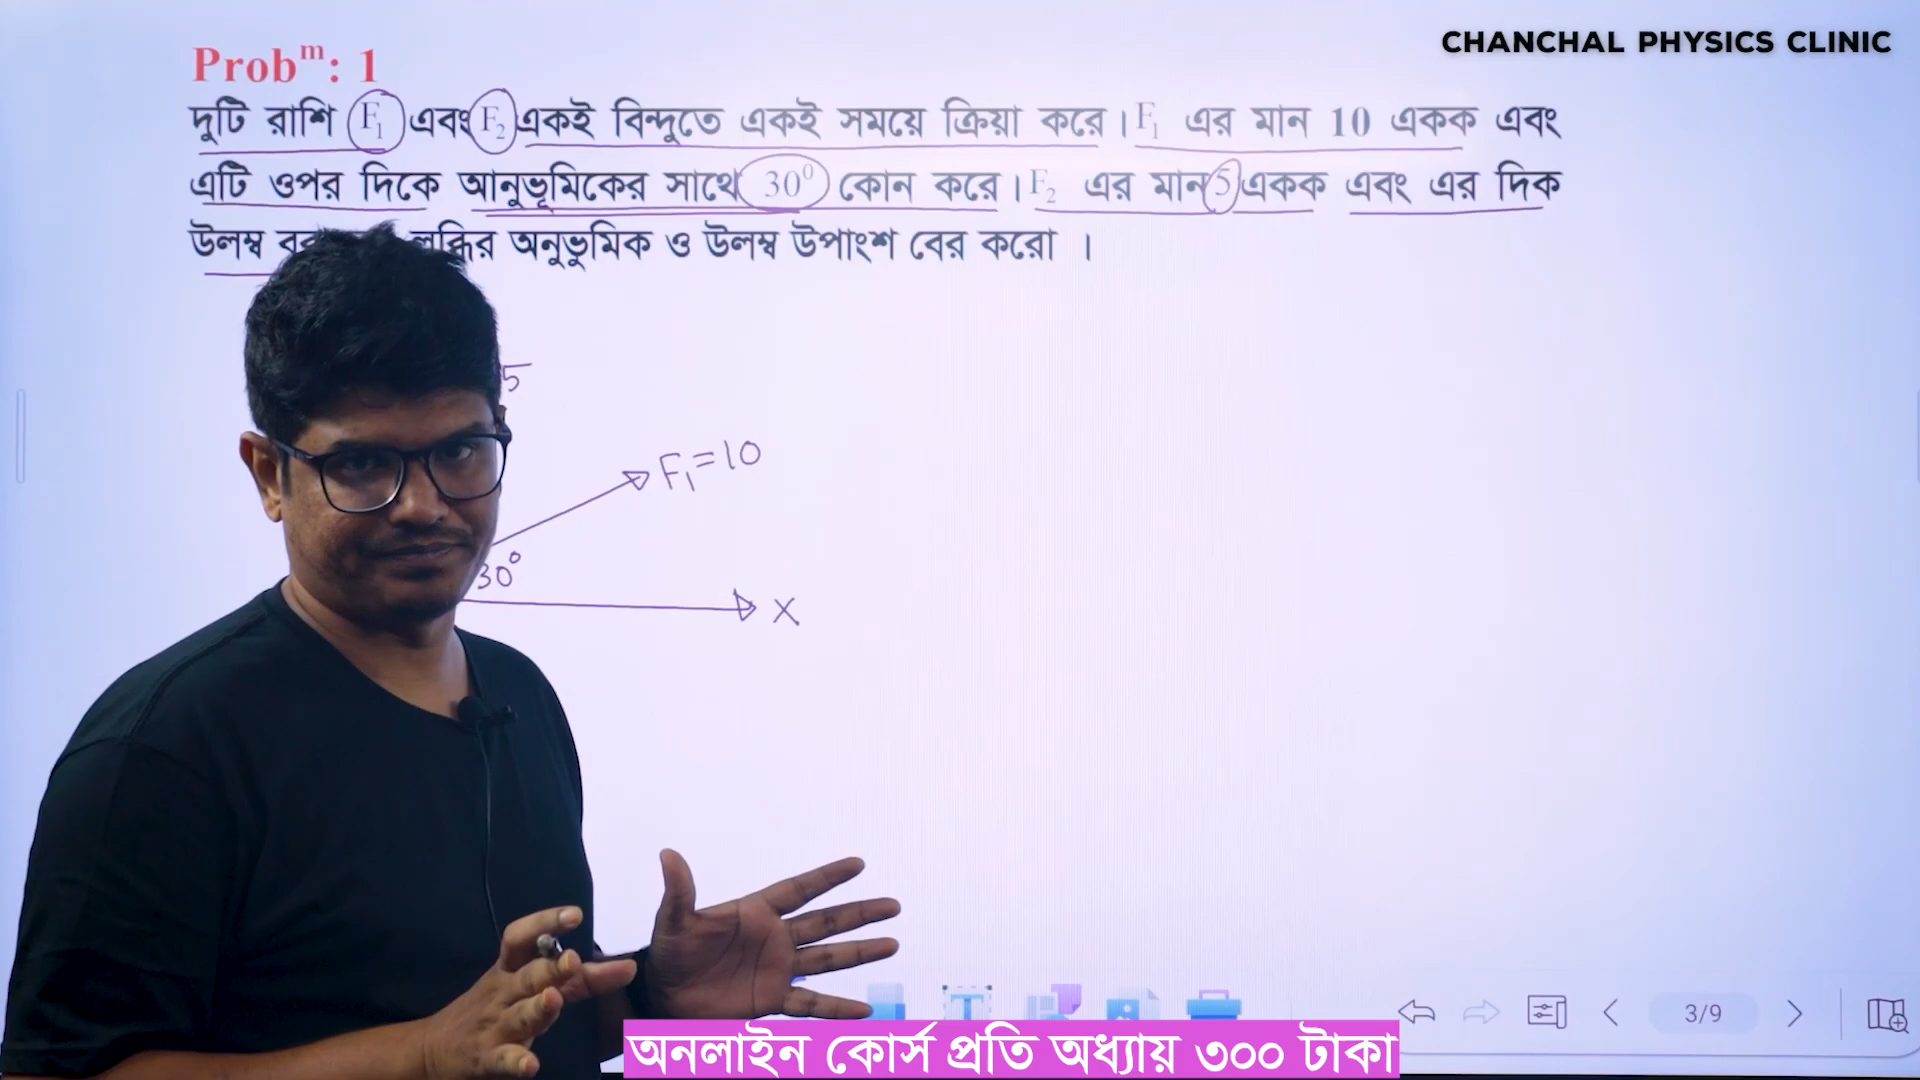 CHANCHAL PHYSICS CLINIC
Probᵐ: 1
দুটি রাশি F₁ এবং F₂ একই বিন্দুতে একই সময়ে ক্রিয়া করে। F₁ এর মান 10 একক এবং
এটি ওপর দিকে আনুভূমিকের সাথে 30⁰ কোন করে। F₂ এর মান 5 একক এবং এর দিক
উলম্ব লব্ধির অনুভুমিক ও উলম্ব উপাংশ বের করো ।
5
F₁=10
30°
X
3/9
অনলাইন কোর্স প্রতি অধ্যায় ৩০০ টাকা